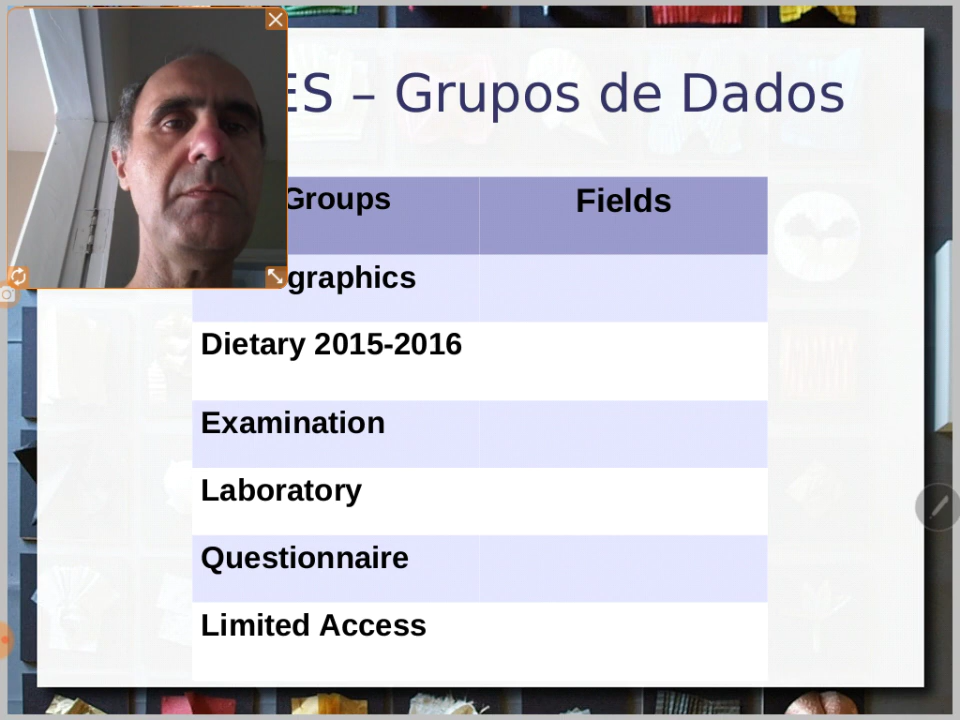 ES – Grupos de Dados
Groups Fields
graphics
Dietary 2015-2016
Examination
Laboratory
Questionnaire
Limited Access